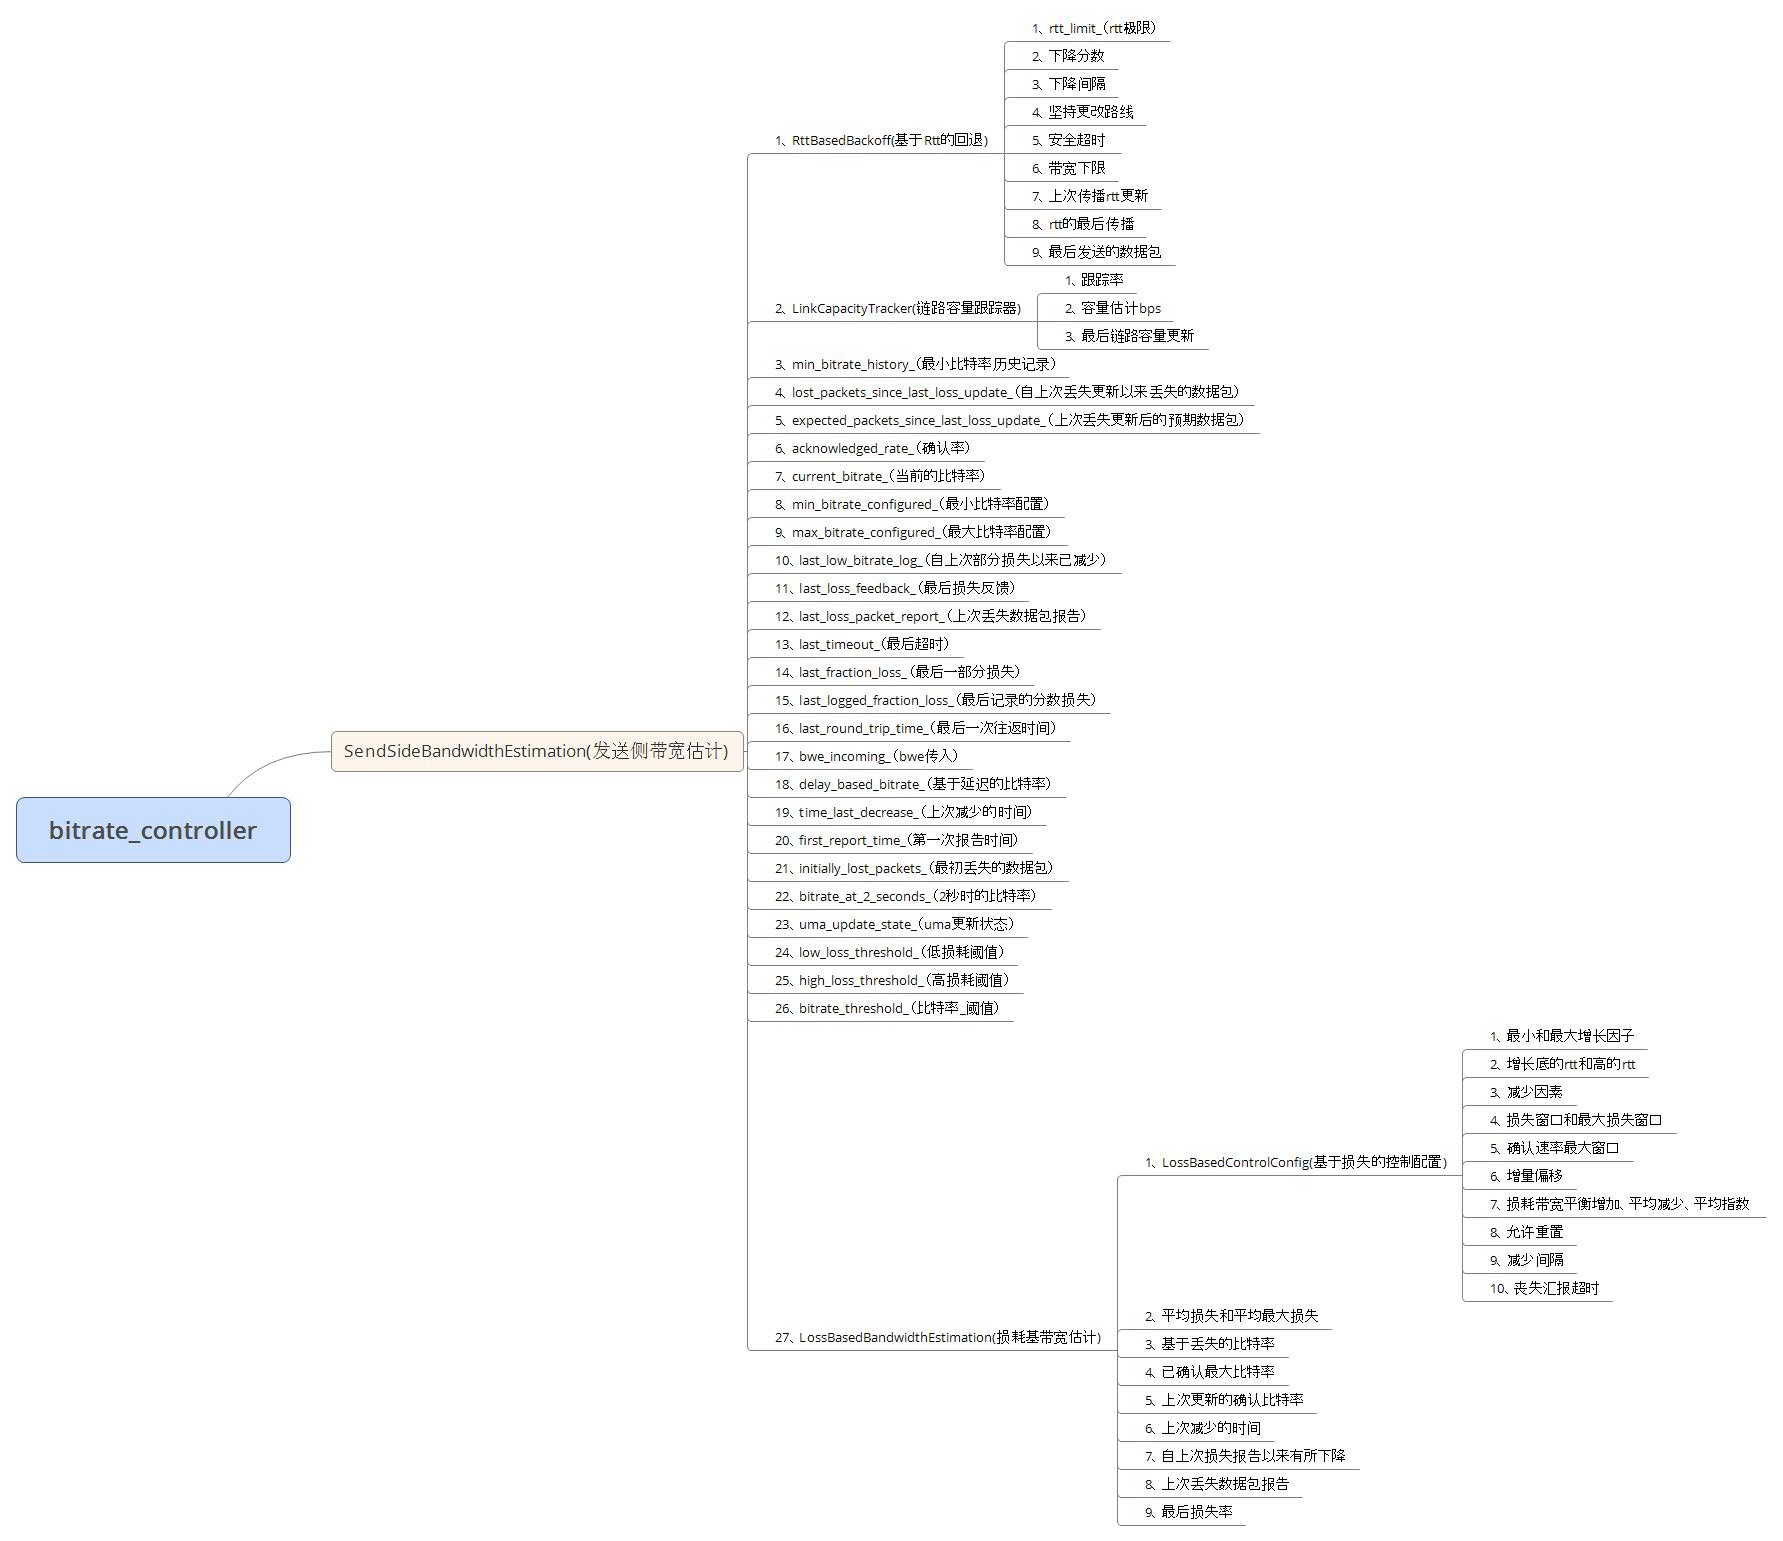 bitrate_controller
SendSideBandwidthEstimation(发送侧带宽估计)
1、RttBasedBackoff(基于Rtt的回退)
1、rtt_limit_(rtt极限)
2、下降分数
3、下降间隔
4、坚持更改路线
5、安全超时
6、带宽下限
7、上次传播rtt更新
8、rtt的最后传播
9、最后发送的数据包
2、LinkCapacityTracker(链路容量跟踪器)
1、跟踪率
2、容量估计bps
3、最后链路容量更新
3、min_bitrate_history_(最小比特率历史记录)
4、lost_packets_since_last_loss_update_(自上次丢失更新以来丢失的数据包)
5、expected_packets_since_last_loss_update_(上次丢失更新后的预期数据包)
6、acknowledged_rate_(确认率)
7、current_bitrate_(当前的比特率)
8、min_bitrate_configured_(最小比特率配置)
9、max_bitrate_configured_(最大比特率配置)
10、last_low_bitrate_log_(自上次部分损失以来已减少)
11、last_loss_feedback_(最后损失反馈)
12、last_loss_packet_report_(上次丢失数据包报告)
13、last_timeout_(最后超时)
14、last_fraction_loss_(最后一部分损失)
15、last_logged_fraction_loss_(最后记录的分数损失)
16、last_round_trip_time_(最后一次往返时间)
17、bwe_incoming_(bwe传入)
18、delay_based_bitrate_(基于延迟的比特率)
19、time_last_decrease_(上次减少的时间)
20、first_report_time_(第一次报告时间)
21、initially_lost_packets_(最初丢失的数据包)
22、bitrate_at_2_seconds_(2秒时的比特率)
23、uma_update_state_(uma更新状态)
24、low_loss_threshold_(低损耗阈值)
25、high_loss_threshold_(高损耗阈值)
26、bitrate_threshold_(比特率_阈值)
27、LossBasedBandwidthEstimation(损耗基带宽估计)
1、LossBasedControlConfig(基于损失的控制配置)
1、最小和最大增长因子
2、增长底的rtt和高的rtt
3、减少因素
4、损失窗口和最大损失窗口
5、确认速率最大窗口
6、增量偏移
7、损耗带宽平衡增加、平均减少、平均指数
8、允许重置
9、减少间隔
10、丧失汇报超时
2、平均损失和平均最大损失
3、基于丢失的比特率
4、已确认最大比特率
5、上次更新的确认比特率
6、上次减少的时间
7、自上次损失报告以来有所下降
8、上次丢失数据包报告
9、最后损失率